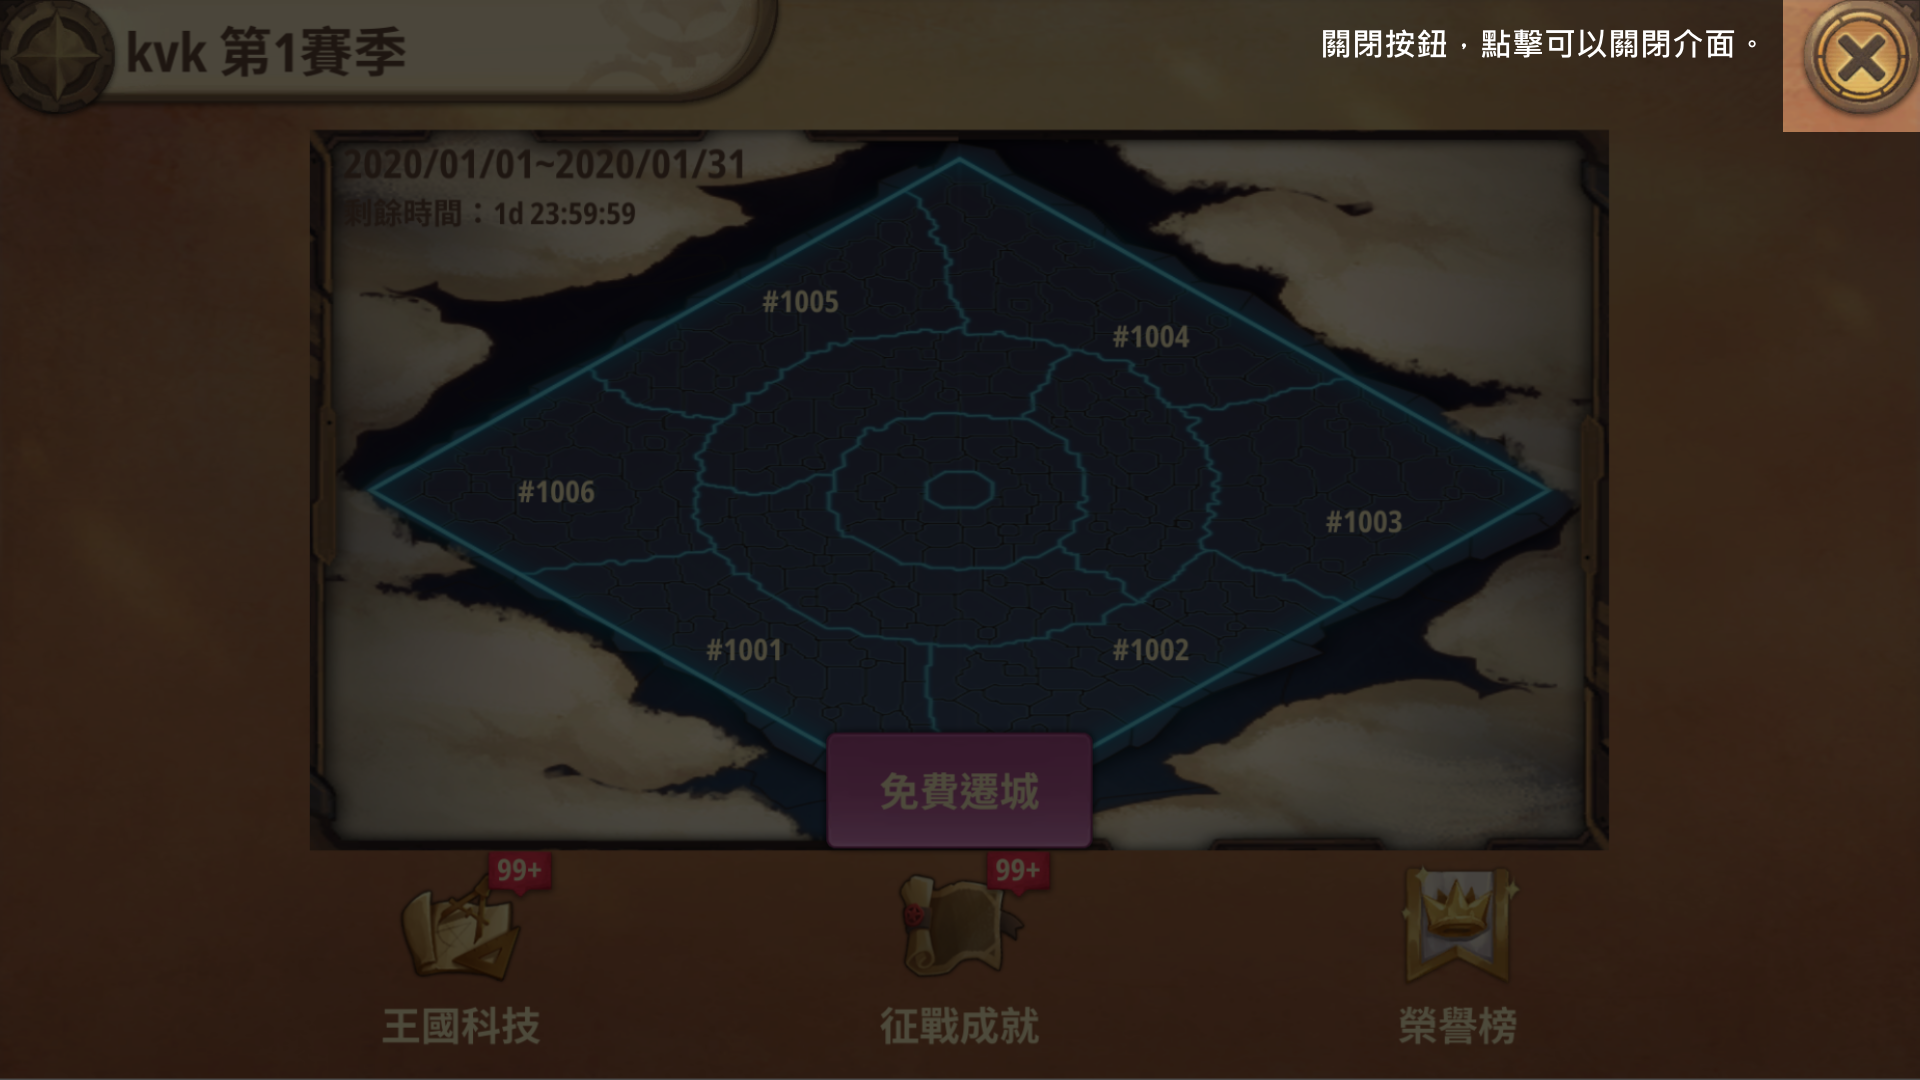 kvk 第1賽季
關閉按鈕，點擊可以關閉介面。
2020/01/01~2020/01/31
剩餘時間：1d 23:59:59
#1005
#1004
#1006
#1003
#1001
#1002
免費遷城
99+
99+
王國科技
征戰成就
榮譽榜